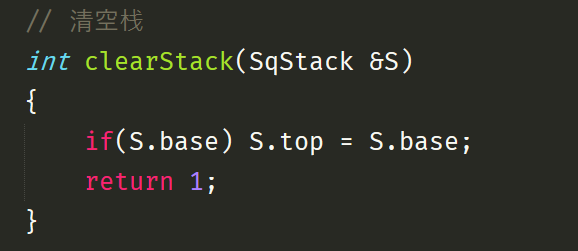 // 清空栈
int clearStack(SqStack &S)
{
if(S.base) S.top = S.base;
return 1;
}